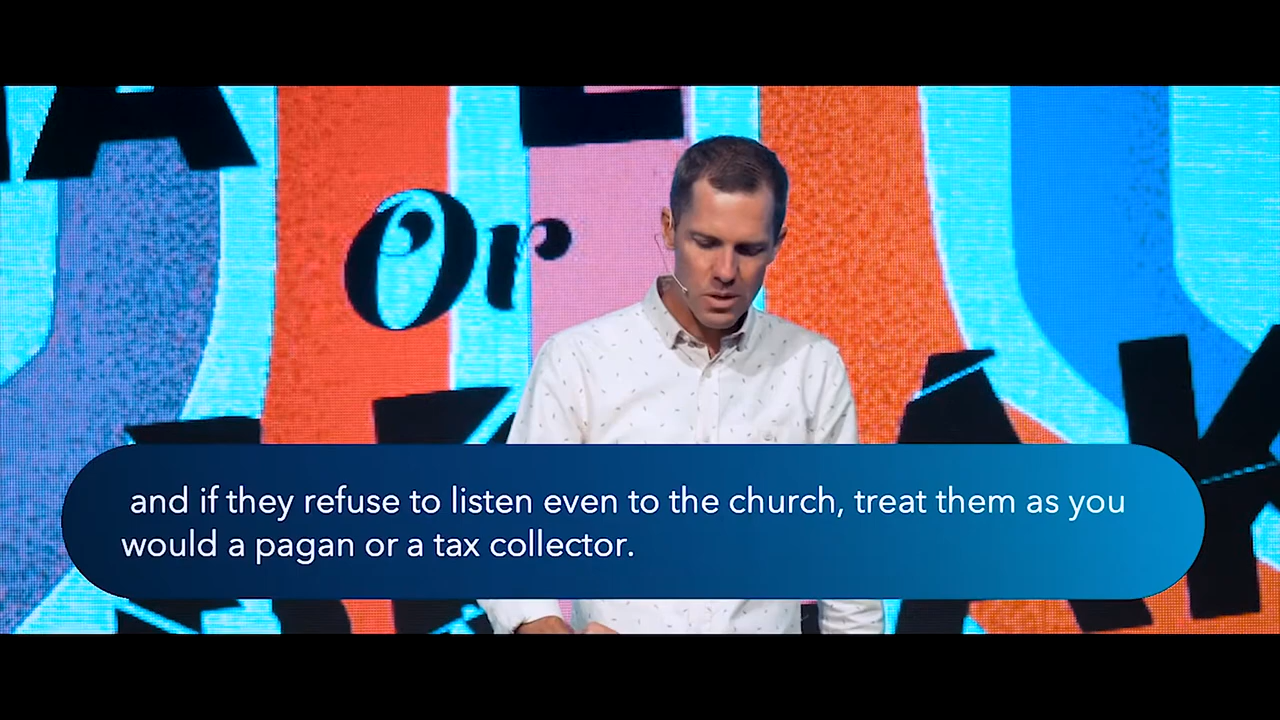 Or
and if they refuse to listen even to the church, treat them as you
would a pagan or a tax collector.